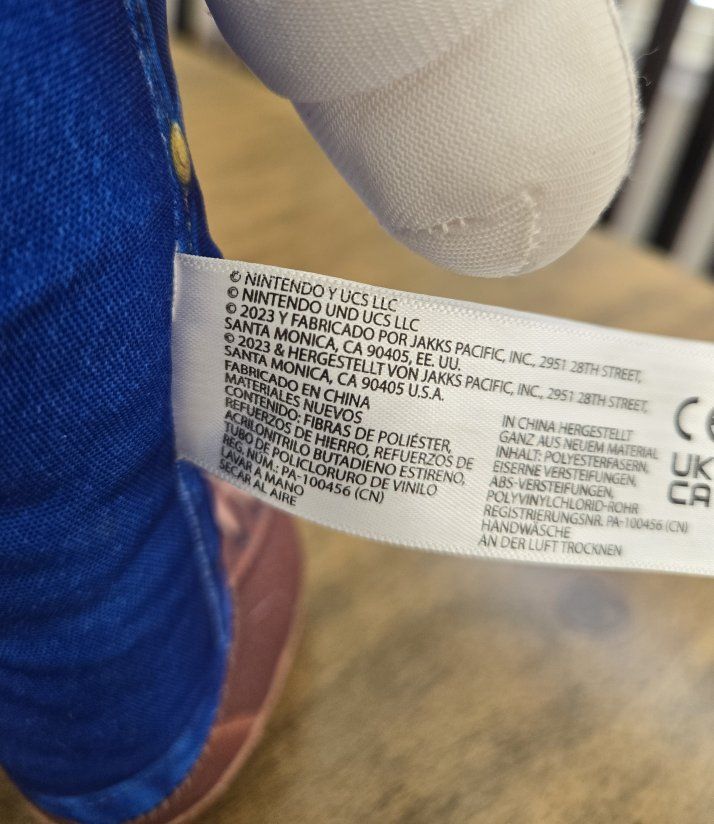 © NINTENDO Y UCS LLC
© NINTENDO UND UCS LLC
© 2023 Y FABRICADO POR JAKKS PACIFIC, INC., 2951 28TH STREET,
SANTA MONICA, CA 90405, EE. UU.
© 2023 & HERGESTELLT VON JAKKS PACIFIC, INC., 2951 28TH STREET,
SANTA MONICA, CA 90405 U.S.A.
FABRICADO EN CHINA
MATERIALES NUEVOS
CONTENIDO: FIBRAS DE POLIÉSTER,
REFUERZOS DE HIERRO, REFUERZOS DE
ACRILONITRILO BUTADIENO ESTIRENO,
TUBO DE POLICLORURO DE VINILO
REG. NÚM.: PA-100456 (CN)
LAVAR A MANO
SECAR AL AIRE
IN CHINA HERGESTELLT
GANZ AUS NEUEM MATERIAL
INHALT: POLYESTERFASERN,
EISERNE VERSTEIFUNGEN,
ABS-VERSTEIFUNGEN,
POLYVINYLCHLORID-ROHR
REGISTRIERUNGSNR. PA-100456 (CN)
HANDWÄSCHE
AN DER LUFT TROCKNEN
CE
UK
CA